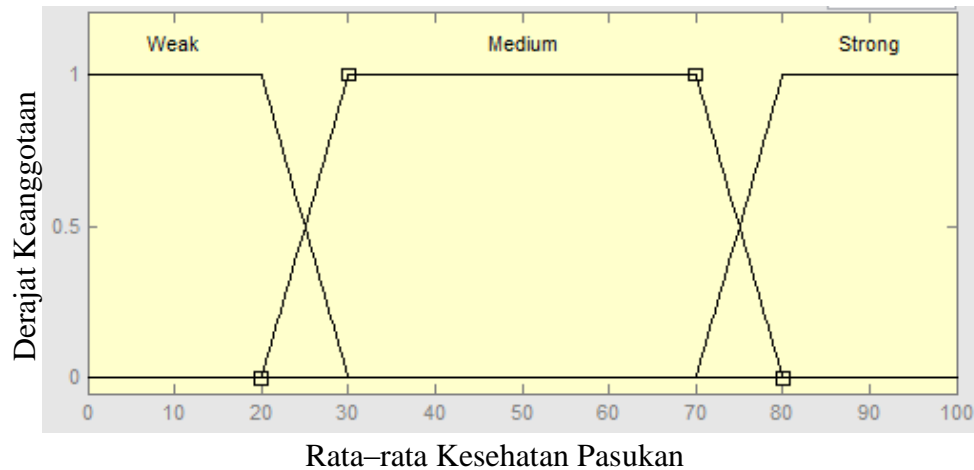 Weak Medium Strong
1
0.5
0
0 10 20 30 40 50 60 70 80 90 100
Derajat Keanggotaan
Rata–rata Kesehatan Pasukan